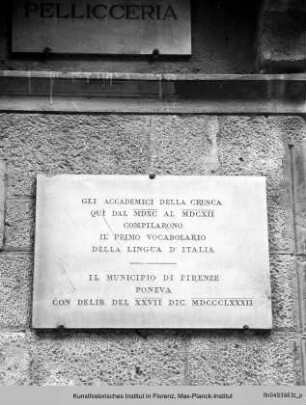 PELLICCERIA
GLI ACCADEMICI DELLA CRUSCA
QUI DAL MDXC AL MDCXII
COMPILARONO
IL PRIMO VOCABOLARIO
DELLA LINGUA D'ITALIA
IL MUNICIPIO DI FIRENZE
PONEVA
CON DELIB. DEL XXVII DIC. MDCCCLXXXII
Kunsthistorisches Institut in Florenz, Max-Planck-Institut